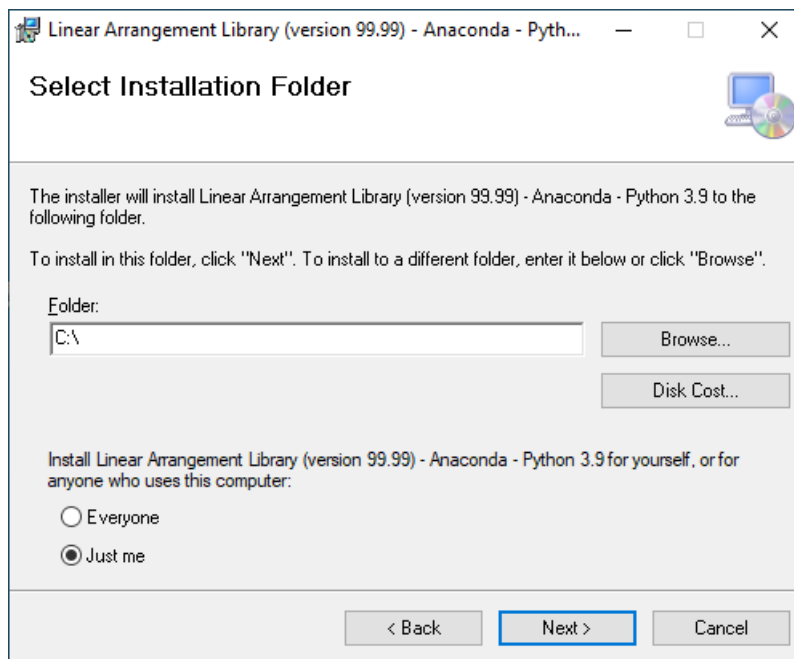 Linear Arrangement Library (version 99.99) - Anaconda - Pyth...
Select Installation Folder
The installer will install Linear Arrangement Library (version 99.99) - Anaconda - Python 3.9 to the
following folder.
To install in this folder, click "Next". To install to a different folder, enter it below or click "Browse".
Folder:
C:\
Browse...
Disk Cost...
Install Linear Arrangement Library (version 99.99) - Anaconda - Python 3.9 for yourself, or for
anyone who uses this computer:
Everyone
Just me
< Back
Next >
Cancel